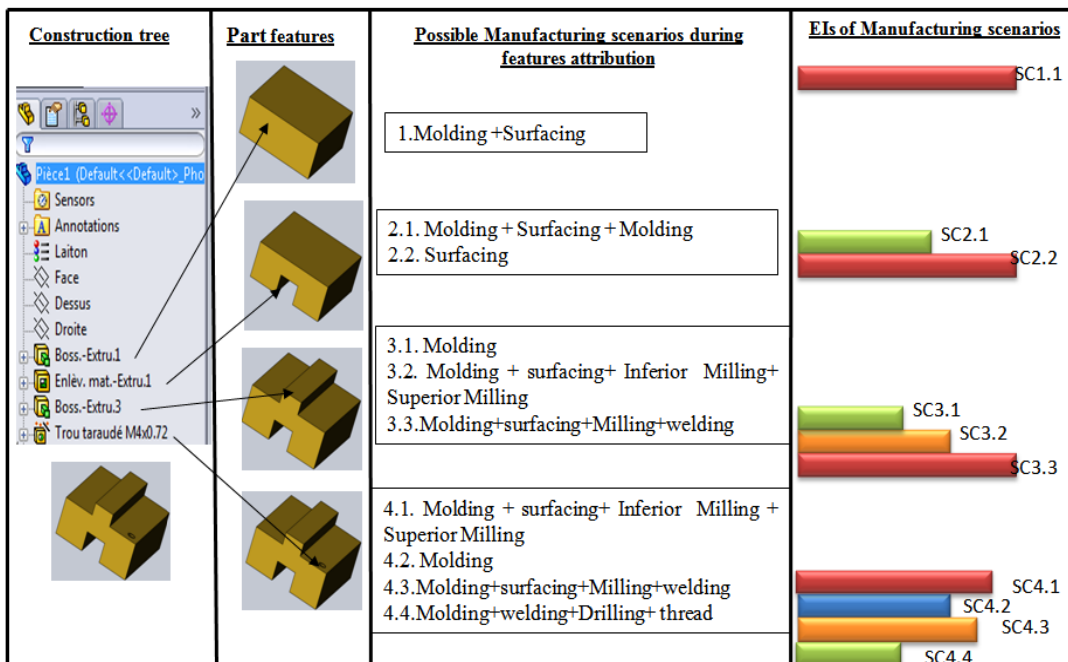 Construction tree
Part features
Possible Manufacturing scenarios during
features attribution
EIs of Manufacturing scenarios
»
Pièce1 (Default<<Default>_Pho
Sensors
A Annotations
Laiton
Face
Dessus
Droite
Boss.-Extru.1
Enlèv. mat.-Extru.1
Boss.-Extru.3
Trou taraudé M4x0.72
1.Molding +Surfacing
2.1. Molding + Surfacing + Molding
2.2. Surfacing
3.1. Molding
3.2. Molding + surfacing+ Inferior Milling+
Superior Milling
3.3.Molding+surfacing+Milling+welding
4.1. Molding + surfacing+ Inferior Milling +
Superior Milling
4.2. Molding
4.3.Molding+surfacing+Milling+welding
4.4.Molding+welding+Drilling+ thread
SC1.1
SC2.1
SC2.2
SC3.1
SC3.2
SC3.3
SC4.1
SC4.2
SC4.3
SC4.4